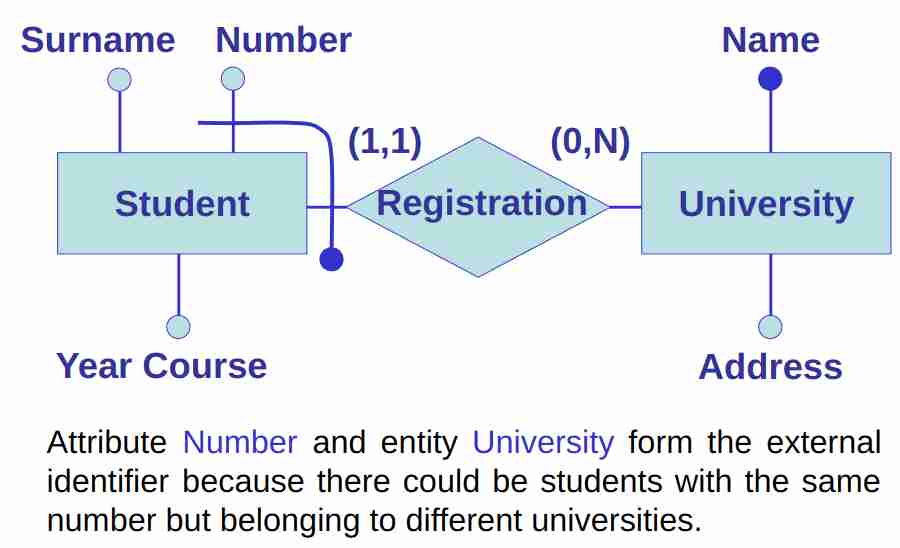 Surname Number Name
(1,1) (0,N)
Student Registration University
Year Course Address
Attribute Number and entity University form the external
identifier because there could be students with the same
number but belonging to different universities.